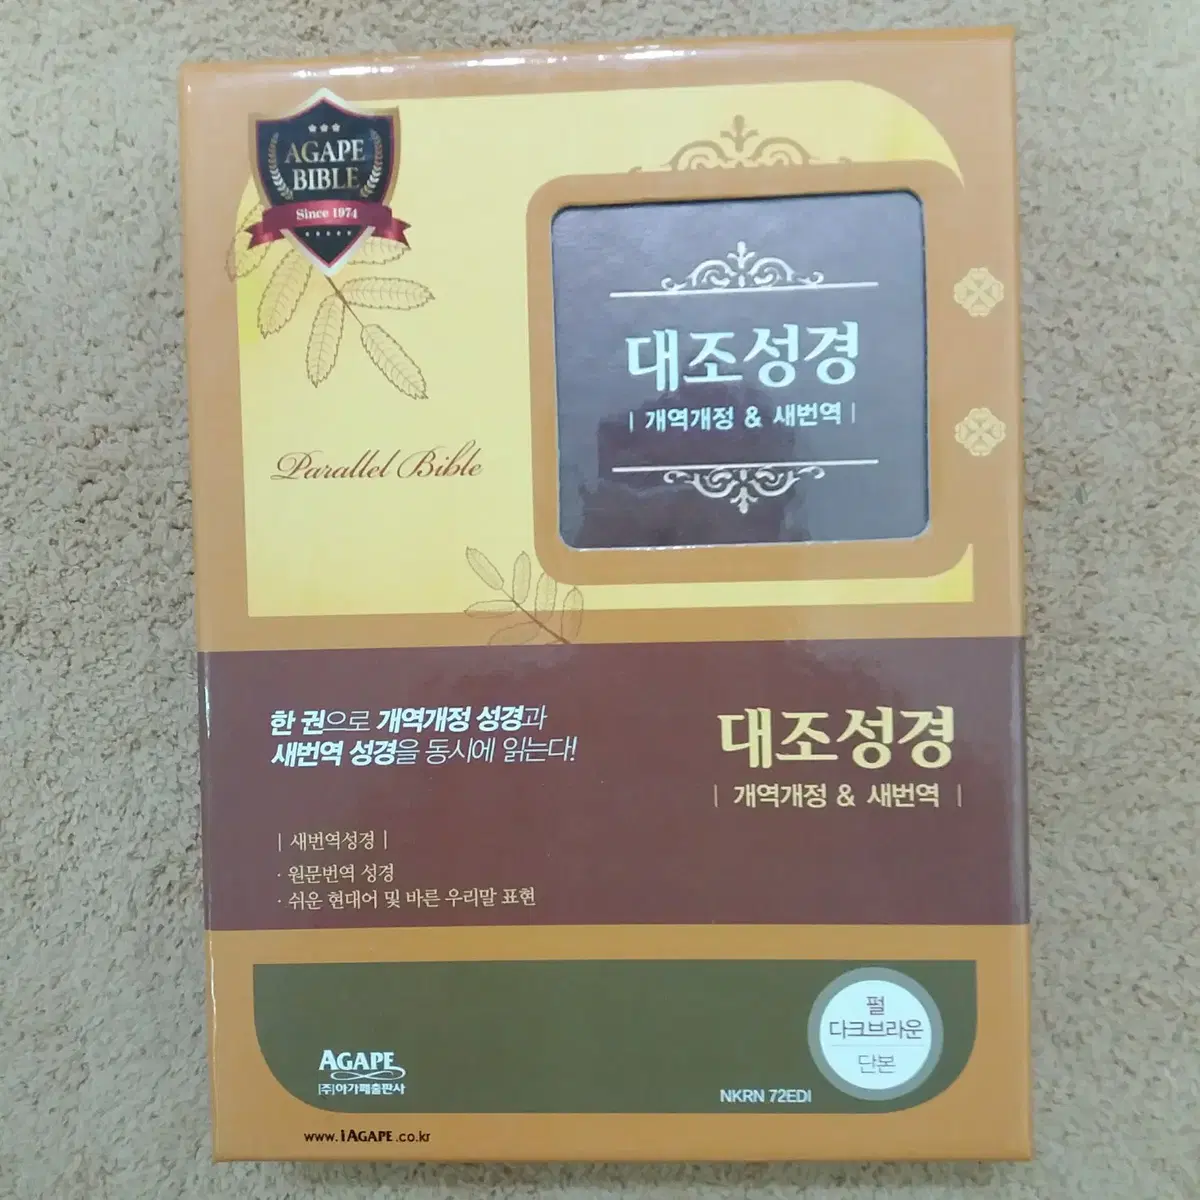 AGAPE
BIBLE
Since 1974
대조성경
| 개역개정 & 새번역 |
Parallel Bible
한 권으로 개역개정 성경과
새번역 성경을 동시에 읽는다!
대조성경
| 개역개정 & 새번역 |
| 새번역성경 |
· 원문번역 성경
· 쉬운 현대어 및 바른 우리말 표현
펄
다크브라운
단본
AGAPE
(주)아가페출판사
NKRN 72EDI
www.iAGAPE.co.kr